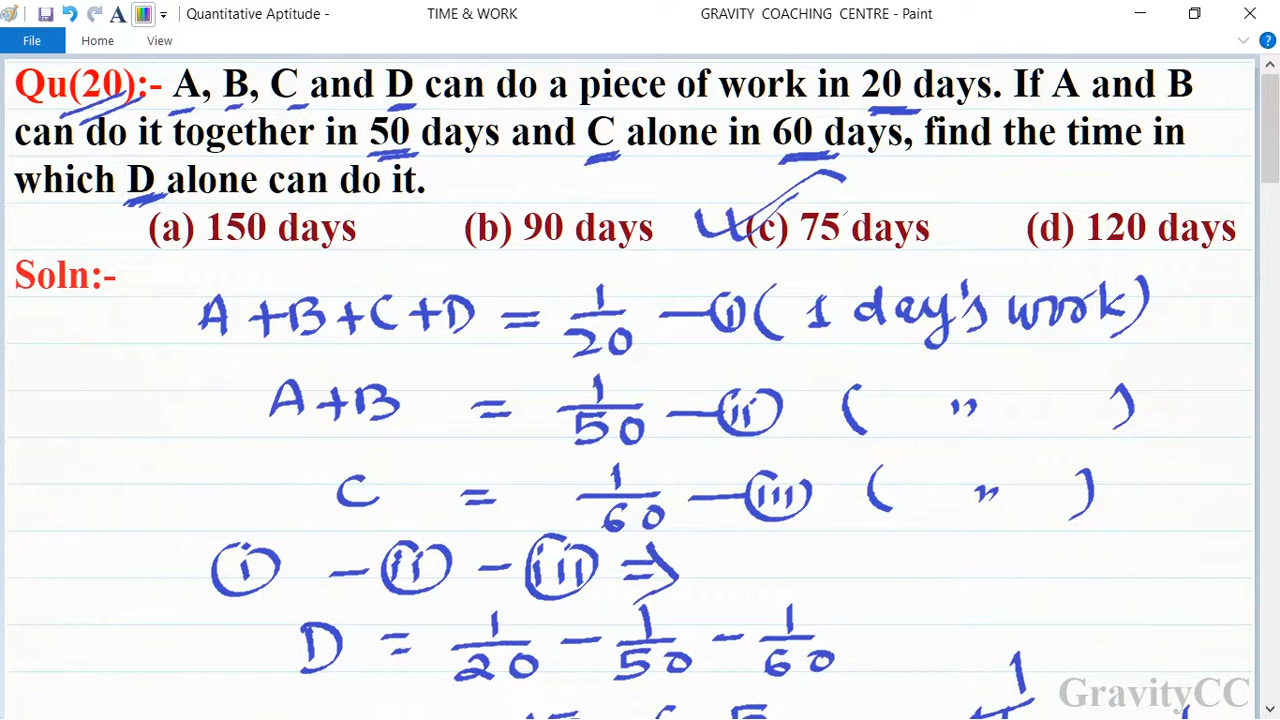 Quantitative Aptitude - TIME & WORK GRAVITY COACHING CENTRE - Paint
File Home View
Qu(20):- A, B, C and D can do a piece of work in 20 days. If A and B
can do it together in 50 days and C alone in 60 days, find the time in
which D alone can do it.
(a) 150 days (b) 90 days (c) 75 days (d) 120 days
Soln:-
A+B+C+D = 1/20 — (i) ( 1 day's work)
A+B = 1/50 — (ii) ( " )
C = 1/60 — (iii) ( " )
(i) - (ii) - (iii) ⇒
D = 1/20 - 1/50 - 1/60
GravityCC